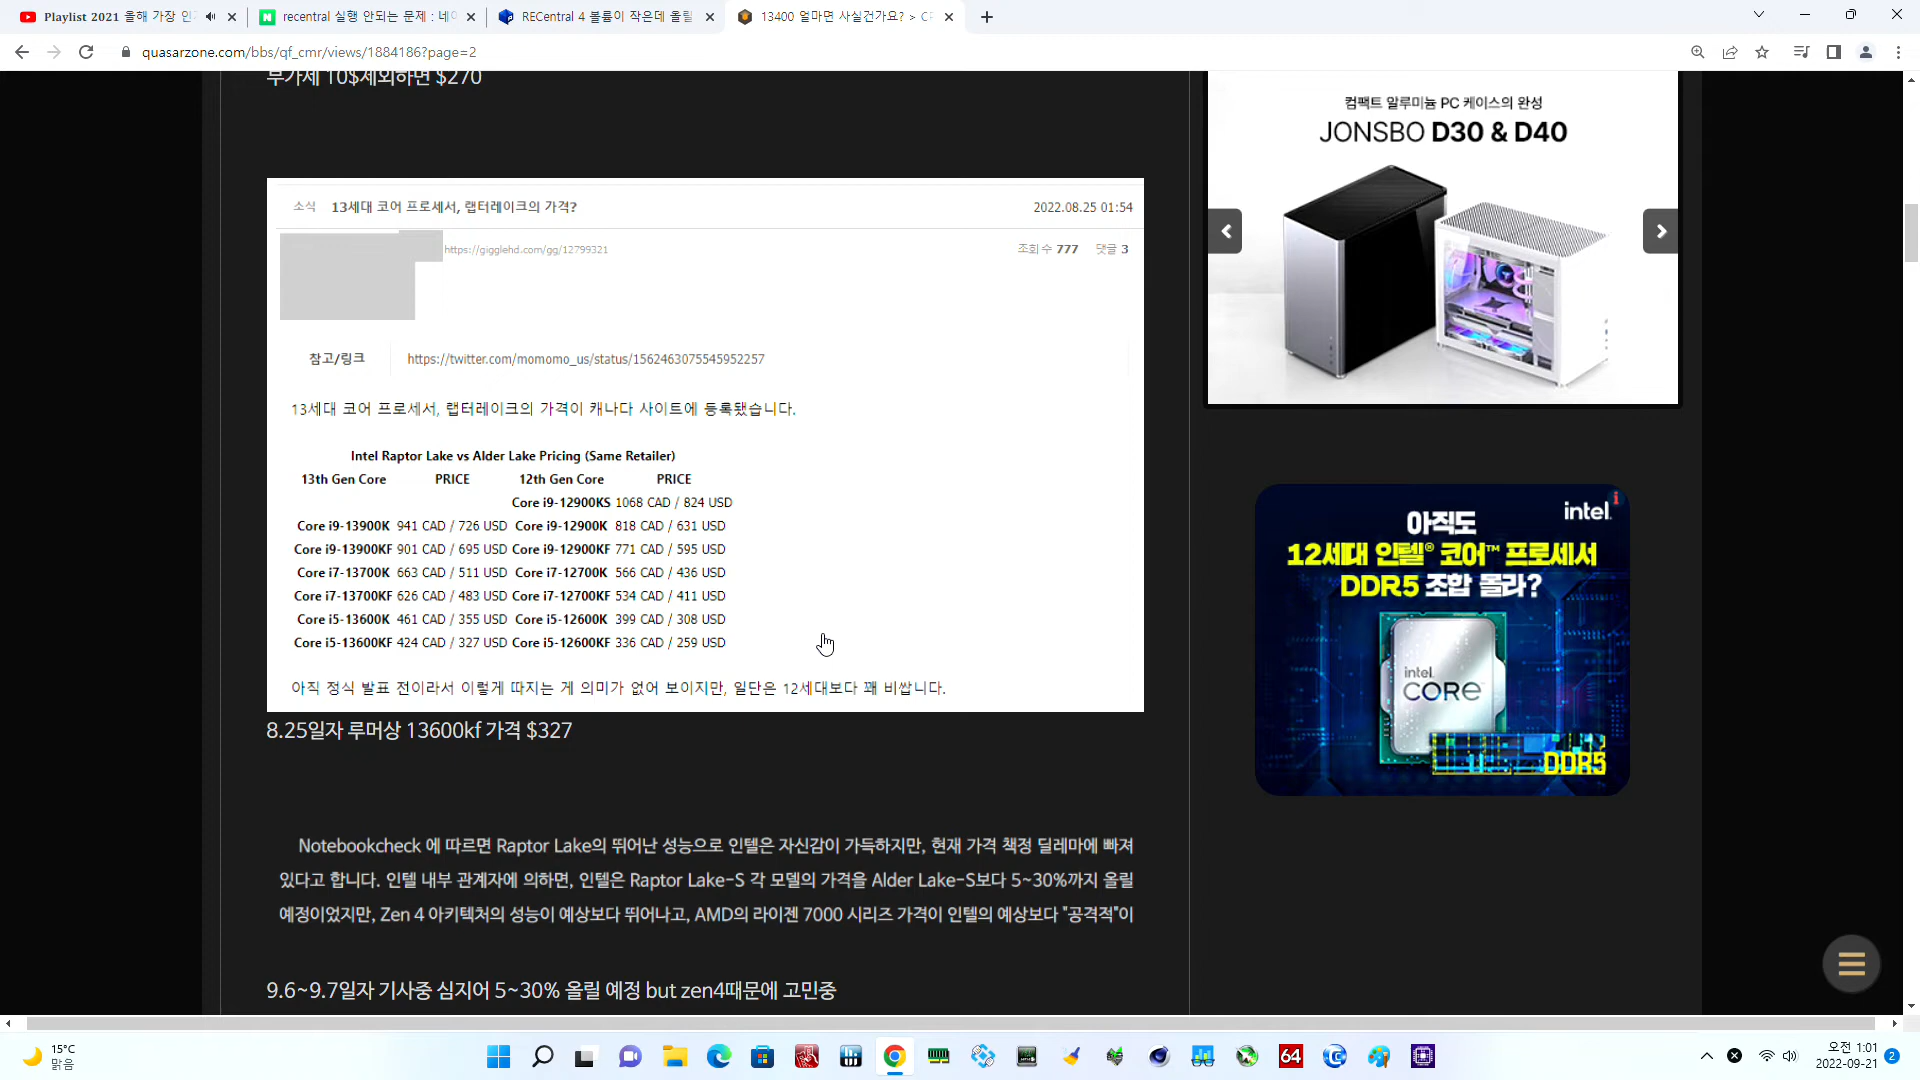 Playlist 2021 올해 가장 인기
recentral 실행 안되는 문제 : 네이
RECentral 4 볼륨이 작은데 올릴
13400 얼마면 사실건가요? > CP
quasarzone.com/bbs/qf_cmr/views/1884186?page=2
부가세 10$제외하면 $270
소식 13세대 코어 프로세서, 랩터레이크의 가격?
2022.08.25 01:54
https://gigglehd.com/gg/12799321
조회 수 777 댓글 3
참고/링크 https://twitter.com/momomo_us/status/1562463075545952257
13세대 코어 프로세서, 랩터레이크의 가격이 캐나다 사이트에 등록됐습니다.
Intel Raptor Lake vs Alder Lake Pricing (Same Retailer)
13th Gen Core PRICE 12th Gen Core PRICE
Core i9-12900KS 1068 CAD / 824 USD
Core i9-13900K 941 CAD / 726 USD Core i9-12900K 818 CAD / 631 USD
Core i9-13900KF 901 CAD / 695 USD Core i9-12900KF 771 CAD / 595 USD
Core i7-13700K 663 CAD / 511 USD Core i7-12700K 566 CAD / 436 USD
Core i7-13700KF 626 CAD / 483 USD Core i7-12700KF 534 CAD / 411 USD
Core i5-13600K 461 CAD / 355 USD Core i5-12600K 399 CAD / 308 USD
Core i5-13600KF 424 CAD / 327 USD Core i5-12600KF 336 CAD / 259 USD
아직 정식 발표 전이라서 이렇게 따지는 게 의미가 없어 보이지만, 일단은 12세대보다 꽤 비쌉니다.
8.25일자 루머상 13600kf 가격 $327
Notebookcheck 에 따르면 Raptor Lake의 뛰어난 성능으로 인텔은 자신감이 가득하지만, 현재 가격 책정 딜레마에 빠져
있다고 합니다. 인텔 내부 관계자에 의하면, 인텔은 Raptor Lake-S 각 모델의 가격을 Alder Lake-S보다 5~30%까지 올릴
예정이었지만, Zen 4 아키텍처의 성능이 예상보다 뛰어나고, AMD의 라이젠 7000 시리즈 가격이 인텔의 예상보다 "공격적"이
9.6~9.7일자 기사중 심지어 5~30% 올릴 예정 but zen4때문에 고민중
컴팩트 알루미늄 PC 케이스의 완성
JONSBO D30 & D40
intel.
아직도
12세대 인텔® 코어™ 프로세서
DDR5 조합 몰라?
intel.
CORE™
DDR5
15°C
맑음
64
오전 1:01
2022-09-21
2